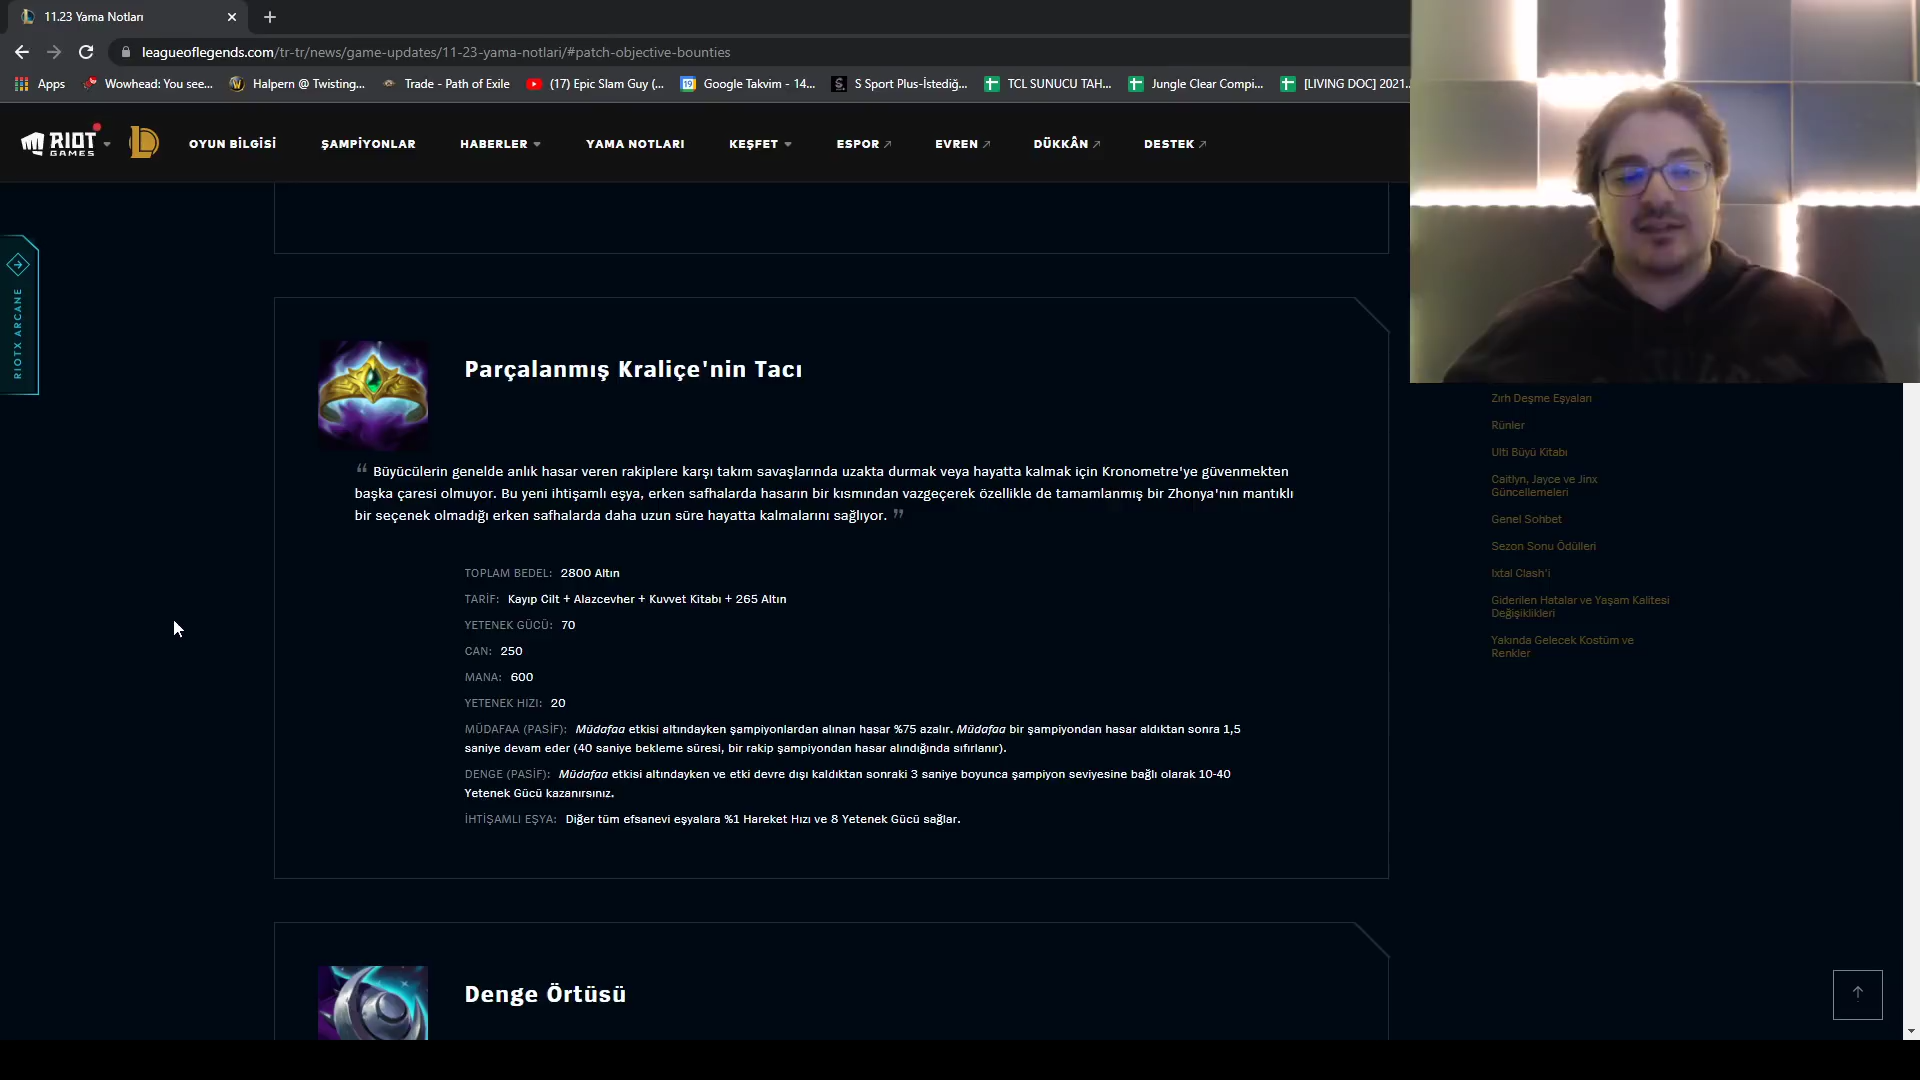 11.23 Yama Notları
leagueoflegends.com/tr-tr/news/game-updates/11-23-yama-notlari/#patch-objective-bounties
Apps
Wowhead: You see...
Halpern @ Twisting...
Trade - Path of Exile
(17) Epic Slam Guy (...
19
Google Takvim - 14...
S Sport Plus-İstediğ...
TCL SUNUCU TAH...
Jungle Clear Compi...
[LIVING DOC] 2021...
RIOT
GAMES
OYUN BİLGİSİ
ŞAMPİYONLAR
HABERLER
YAMA NOTLARI
KEŞFET
ESPOR
EVREN
DÜKKÂN
DESTEK
RIOTX ARCANE
Parçalanmış Kraliçe'nin Tacı
“ Büyücülerin genelde anlık hasar veren rakiplere karşı takım savaşlarında uzakta durmak veya hayatta kalmak için Kronometre'ye güvenmekten
başka çaresi olmuyor. Bu yeni ihtişamlı eşya, erken safhalarda hasarın bir kısmından vazgeçerek özellikle de tamamlanmış bir Zhonya'nın mantıklı
bir seçenek olmadığı erken safhalarda daha uzun süre hayatta kalmalarını sağlıyor. ”
TOPLAM BEDEL: 2800 Altın
TARİF: Kayıp Cilt + Alazcevher + Kuvvet Kitabı + 265 Altın
YETENEK GÜCÜ: 70
CAN: 250
MANA: 600
YETENEK HIZI: 20
MÜDAFAA (PASİF): Müdafaa etkisi altındayken şampiyonlardan alınan hasar %75 azalır. Müdafaa bir şampiyondan hasar aldıktan sonra 1,5
saniye devam eder (40 saniye bekleme süresi, bir rakip şampiyondan hasar alındığında sıfırlanır).
DENGE (PASİF): Müdafaa etkisi altındayken ve etki devre dışı kaldıktan sonraki 3 saniye boyunca şampiyon seviyesine bağlı olarak 10-40
Yetenek Gücü kazanırsınız.
İHTİŞAMLI EŞYA: Diğer tüm efsanevi eşyalara %1 Hareket Hızı ve 8 Yetenek Gücü sağlar.
Denge Örtüsü
Zırh Deşme Eşyaları
Rünler
Ulti Büyü Kitabı
Caitlyn, Jayce ve Jinx
Güncellemeleri
Genel Sohbet
Sezon Sonu Ödülleri
Ixtal Clash'i
Giderilen Hatalar ve Yaşam Kalitesi
Değişiklikleri
Yakında Gelecek Kostüm ve
Renkler